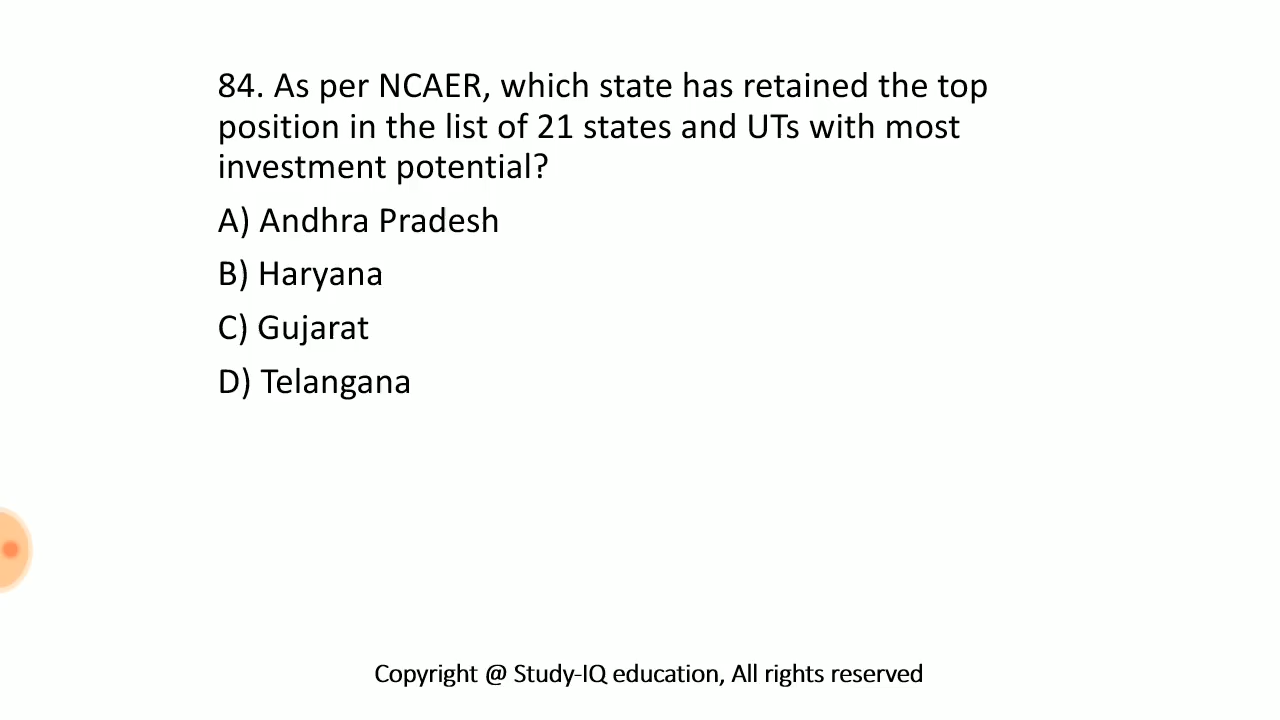 84. As per NCAER, which state has retained the top
position in the list of 21 states and UTs with most
investment potential?
A) Andhra Pradesh
B) Haryana
C) Gujarat
D) Telangana
Copyright @ Study-IQ education, All rights reserved